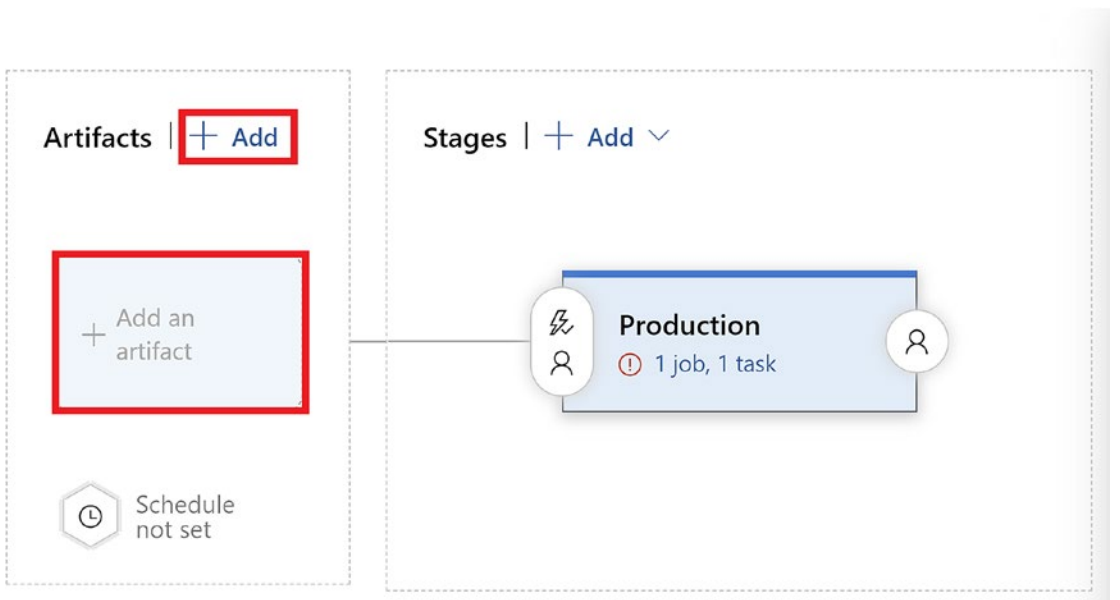 Artifacts | + Add
Add an
artifact
Schedule
not set
Stages | + Add
Production
1 job, 1 task